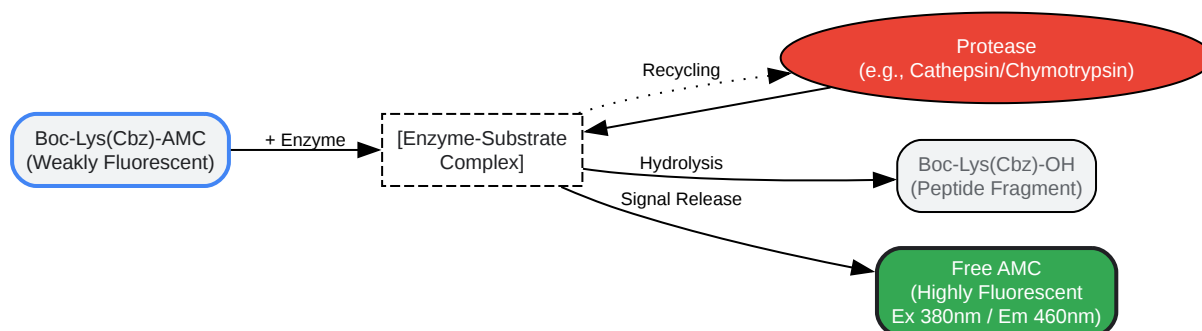 Boc-Lys(Cbz)-AMC
(Weakly Fluorescent)
+ Enzyme
[Enzyme-Substrate
Complex]
Recycling
Protease
(e.g., Cathepsin/Chymotrypsin)
Hydrolysis
Boc-Lys(Cbz)-OH
(Peptide Fragment)
Signal Release
Free AMC
(Highly Fluorescent
Ex 380nm / Em 460nm)